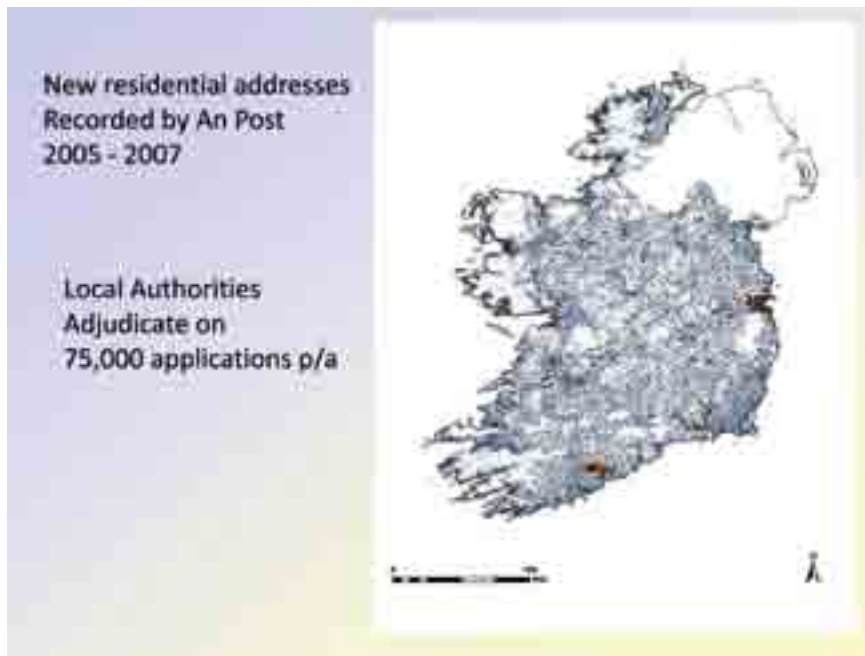 New residential addresses
Recorded by An Post
2005 - 2007
Local Authorities
Adjudicate on
75,000 applications p/a